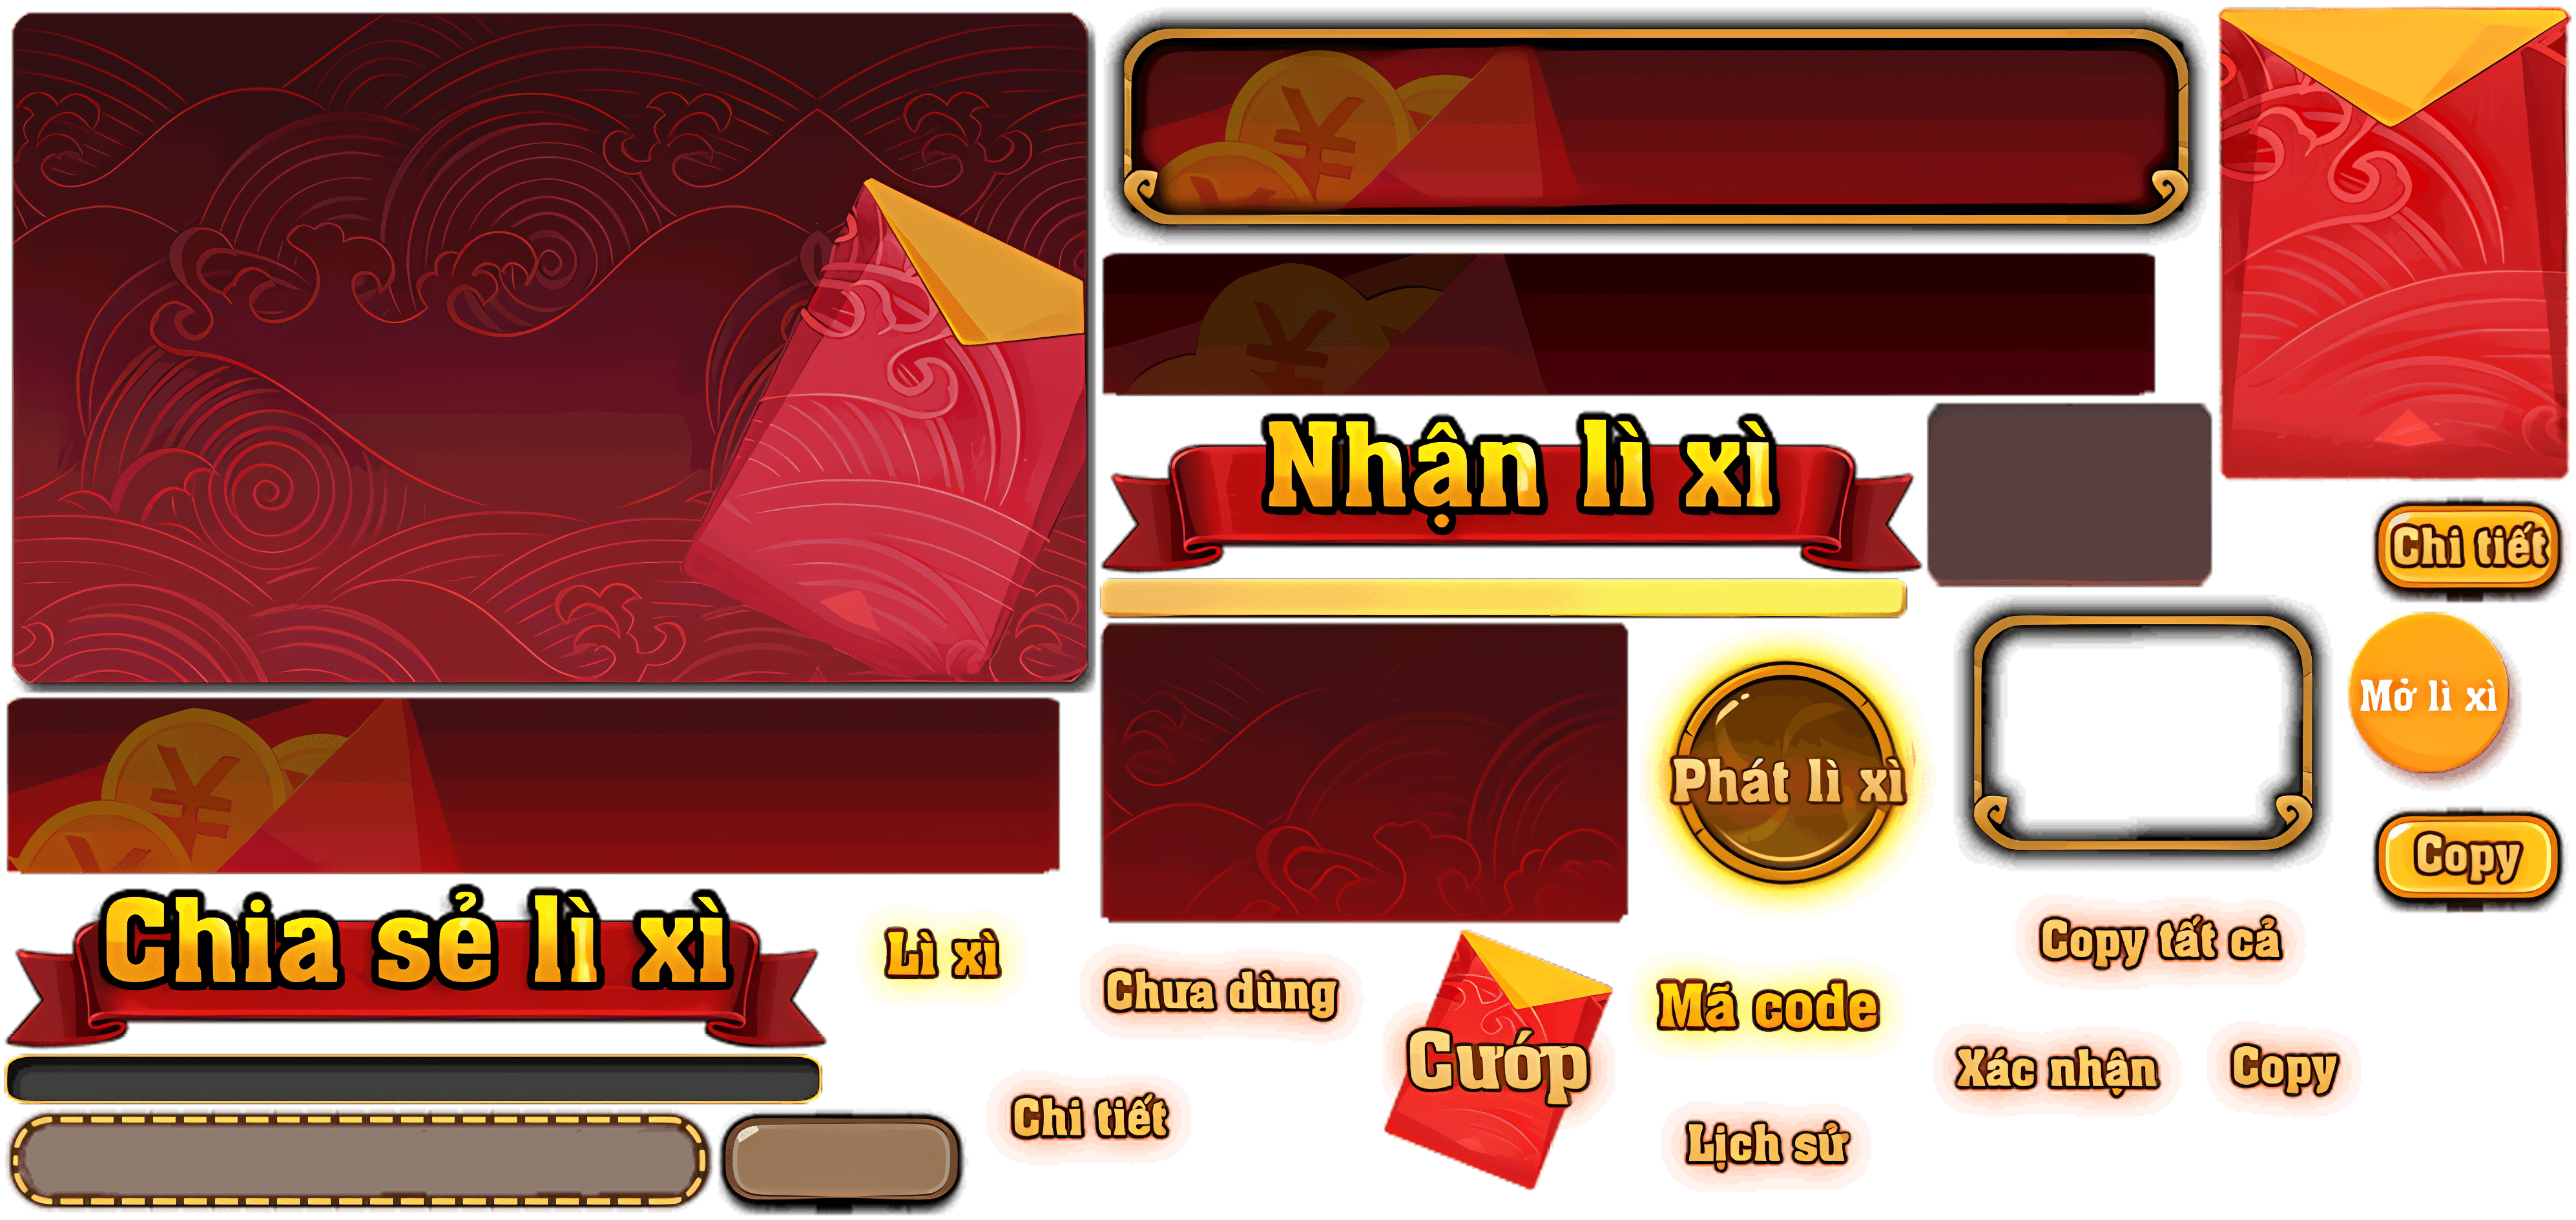 Nhận lì xì
Chi tiết
Mở lì xì
Phát lì xì
Copy
Chia sẻ lì xì
Lì xì
Chưa dùng
Cướp
Mã code
Copy tất cả
Xác nhận
Copy
Chi tiết
Lịch sử
¥
¥
¥